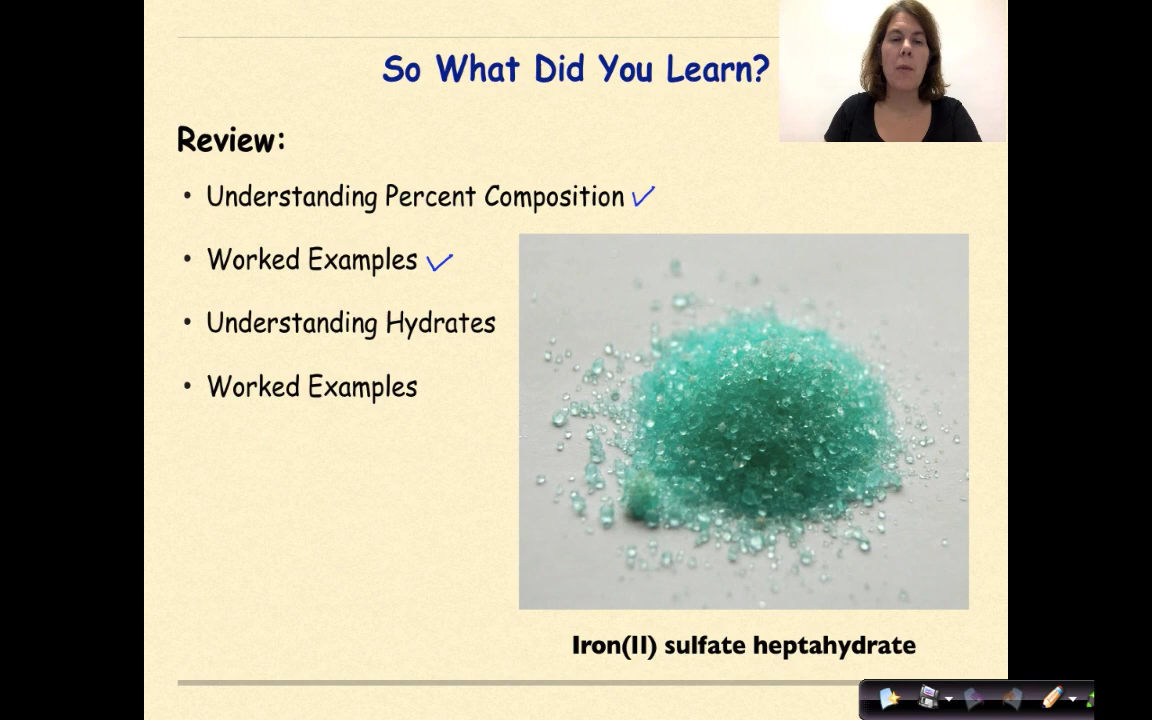 So What Did You Learn?
Review:
• Understanding Percent Composition
• Worked Examples
• Understanding Hydrates
• Worked Examples
Iron(II) sulfate heptahydrate